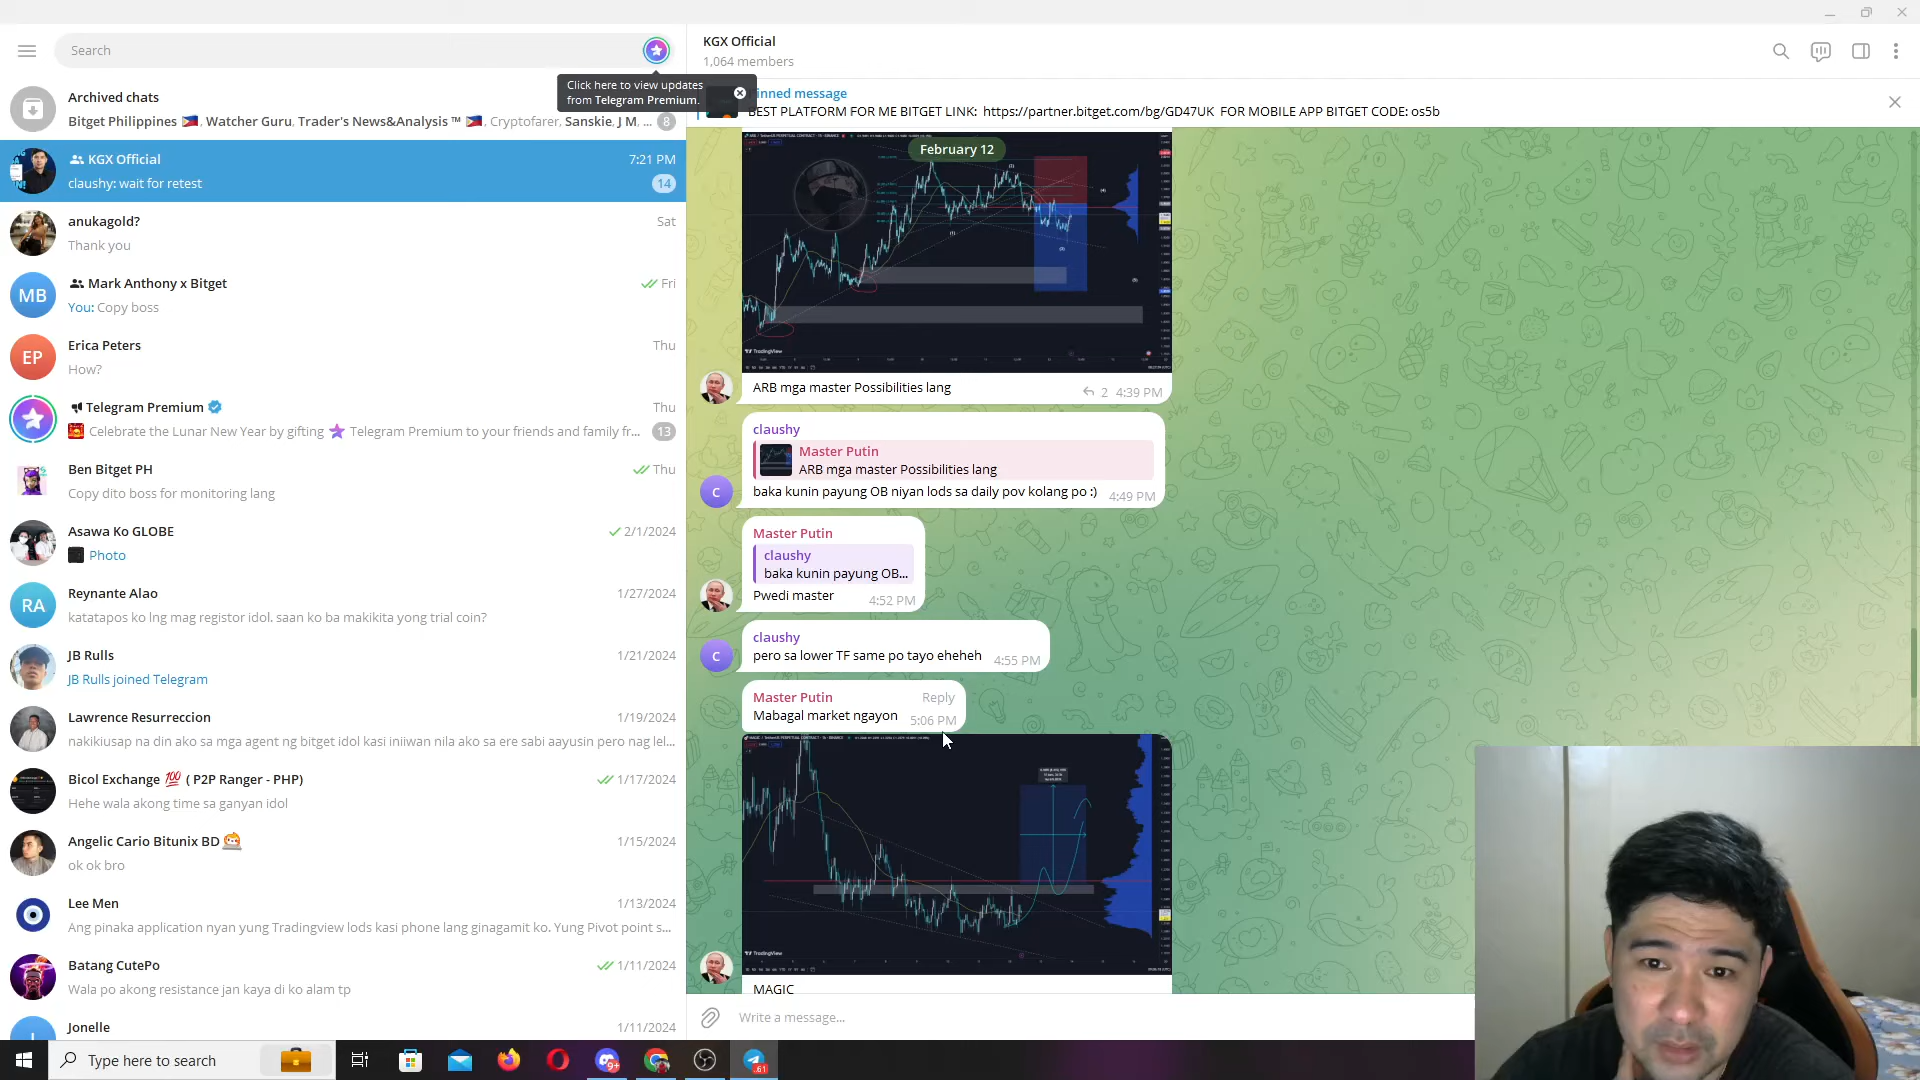 Search
Click here to view updates
from Telegram Premium.
Archived chats
Bitget Philippines 🇵🇭, Watcher Guru, Trader's News&Analysis ™ 🇵🇭, Cryptofarer, Sanskie, J M, ...
8
KGX Official
7:21 PM
claushy: wait for retest
14
anukagold?
Sat
Thank you
MB
Mark Anthony x Bitget
Fri
You: Copy boss
EP
Erica Peters
Thu
How?
Telegram Premium
Thu
🧧 Celebrate the Lunar New Year by gifting ⭐ Telegram Premium to your friends and family fr...
13
Ben Bitget PH
Thu
Copy dito boss for monitoring lang
Asawa Ko GLOBE
2/1/2024
Photo
RA
Reynante Alao
1/27/2024
katatapos ko lng mag registor idol. saan ko ba makikita yong trial coin?
JB Rulls
1/21/2024
JB Rulls joined Telegram
Lawrence Resurreccion
1/19/2024
nakikiusap na din ako sa mga agent ng bitget idol kasi iniiwan nila ako sa ere sabi aayusin pero nag lel...
Bicol Exchange 💯 ( P2P Ranger - PHP)
1/17/2024
Hehe wala akong time sa ganyan idol
Angelic Cario Bitunix BD
1/15/2024
ok ok bro
Lee Men
1/13/2024
Ang pinaka application nyan yung Tradingview lods kasi phone lang ginagamit ko. Yung Pivot point s...
Batang CutePo
1/11/2024
Wala po akong resistance jan kaya di ko alam tp
Jonelle
1/11/2024
KGX Official
1,064 members
inned message
BEST PLATFORM FOR ME BITGET LINK: https://partner.bitget.com/bg/GD47UK FOR MOBILE APP BITGET CODE: os5b
February 12
TradingView
ARB mga master Possibilities lang
2 4:39 PM
claushy
Master Putin
ARB mga master Possibilities lang
C
baka kunin payung OB niyan lods sa daily pov kolang po :)
4:49 PM
Master Putin
claushy
baka kunin payung OB...
Pwedi master
4:52 PM
claushy
C
pero sa lower TF same po tayo eheheh
4:55 PM
Master Putin
Reply
Mabagal market ngayon
5:06 PM
TradingView
MAGIC
Write a message...
Type here to search
9+
61